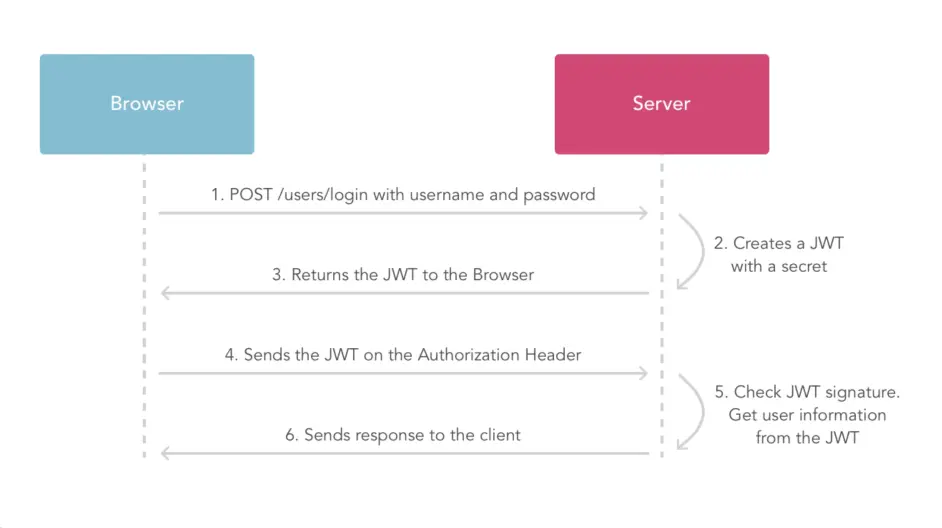 Browser
Server
1. POST /users/login with username and password
2. Creates a JWT
with a secret
3. Returns the JWT to the Browser
4. Sends the JWT on the Authorization Header
5. Check JWT signature.
Get user information
from the JWT
6. Sends response to the client